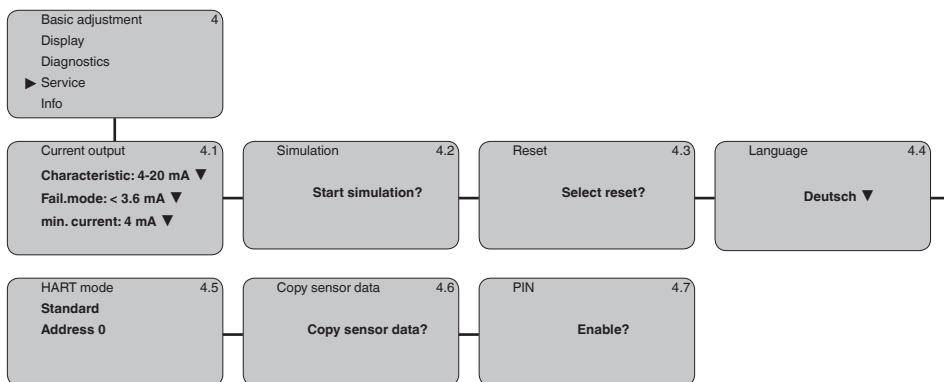 Basic adjustment 4
Display
Diagnostics
▶ Service
Info
Current output 4.1
Characteristic: 4-20 mA ▼
Fail.mode: < 3.6 mA ▼
min. current: 4 mA ▼
Simulation 4.2
Start simulation?
Reset 4.3
Select reset?
Language 4.4
Deutsch ▼
HART mode 4.5
Standard
Address 0
Copy sensor data 4.6
Copy sensor data?
PIN 4.7
Enable?